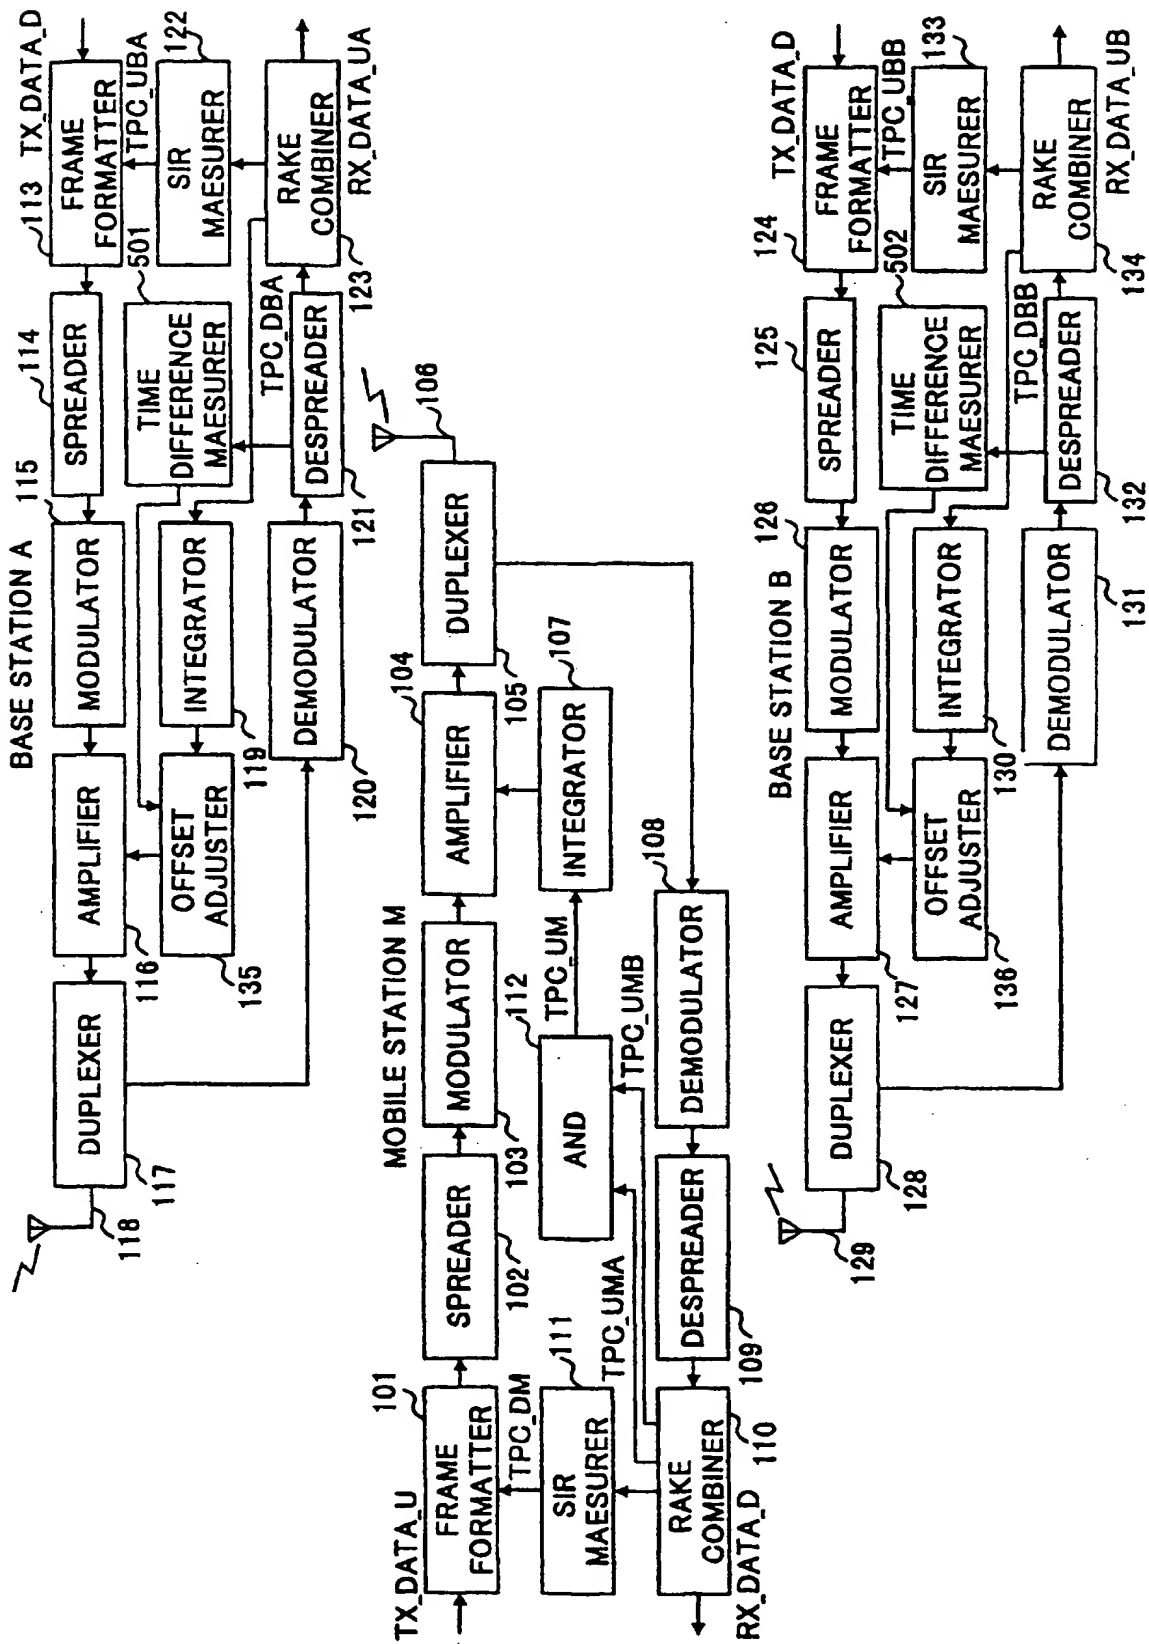 BASE STATION A
118
DUPLEXER
117
AMPLIFIER
116
MODULATOR
115
SPREADER
114
FRAME
FORMATTER
113
TX_DATA_D
TPC_UBA
OFFSET
ADJUSTER
135
INTEGRATOR
119
TIME
DIFFERENCE
MAESURER
501
SIR
MAESURER
122
TPC_DBA
DEMODULATOR
120
DESPREADER
121
RAKE
COMBINER
123
RX_DATA_UA
MOBILE STATION M
TX_DATA_U
FRAME
FORMATTER
101
SPREADER
102
MODULATOR
103
AMPLIFIER
104
DUPLEXER
105
106
TPC_DM
SIR
MAESURER
111
AND
112
TPC_UM
INTEGRATOR
107
TPC_UMA
TPC_UMB
RX_DATA_D
RAKE
COMBINER
110
DESPREADER
109
DEMODULATOR
108
BASE STATION B
129
DUPLEXER
128
AMPLIFIER
127
MODULATOR
126
SPREADER
125
FRAME
FORMATTER
124
TX_DATA_D
TPC_UBB
OFFSET
ADJUSTER
136
INTEGRATOR
130
TIME
DIFFERENCE
MAESURER
502
SIR
MAESURER
133
TPC_DBB
DEMODULATOR
131
DESPREADER
132
RAKE
COMBINER
134
RX_DATA_UB